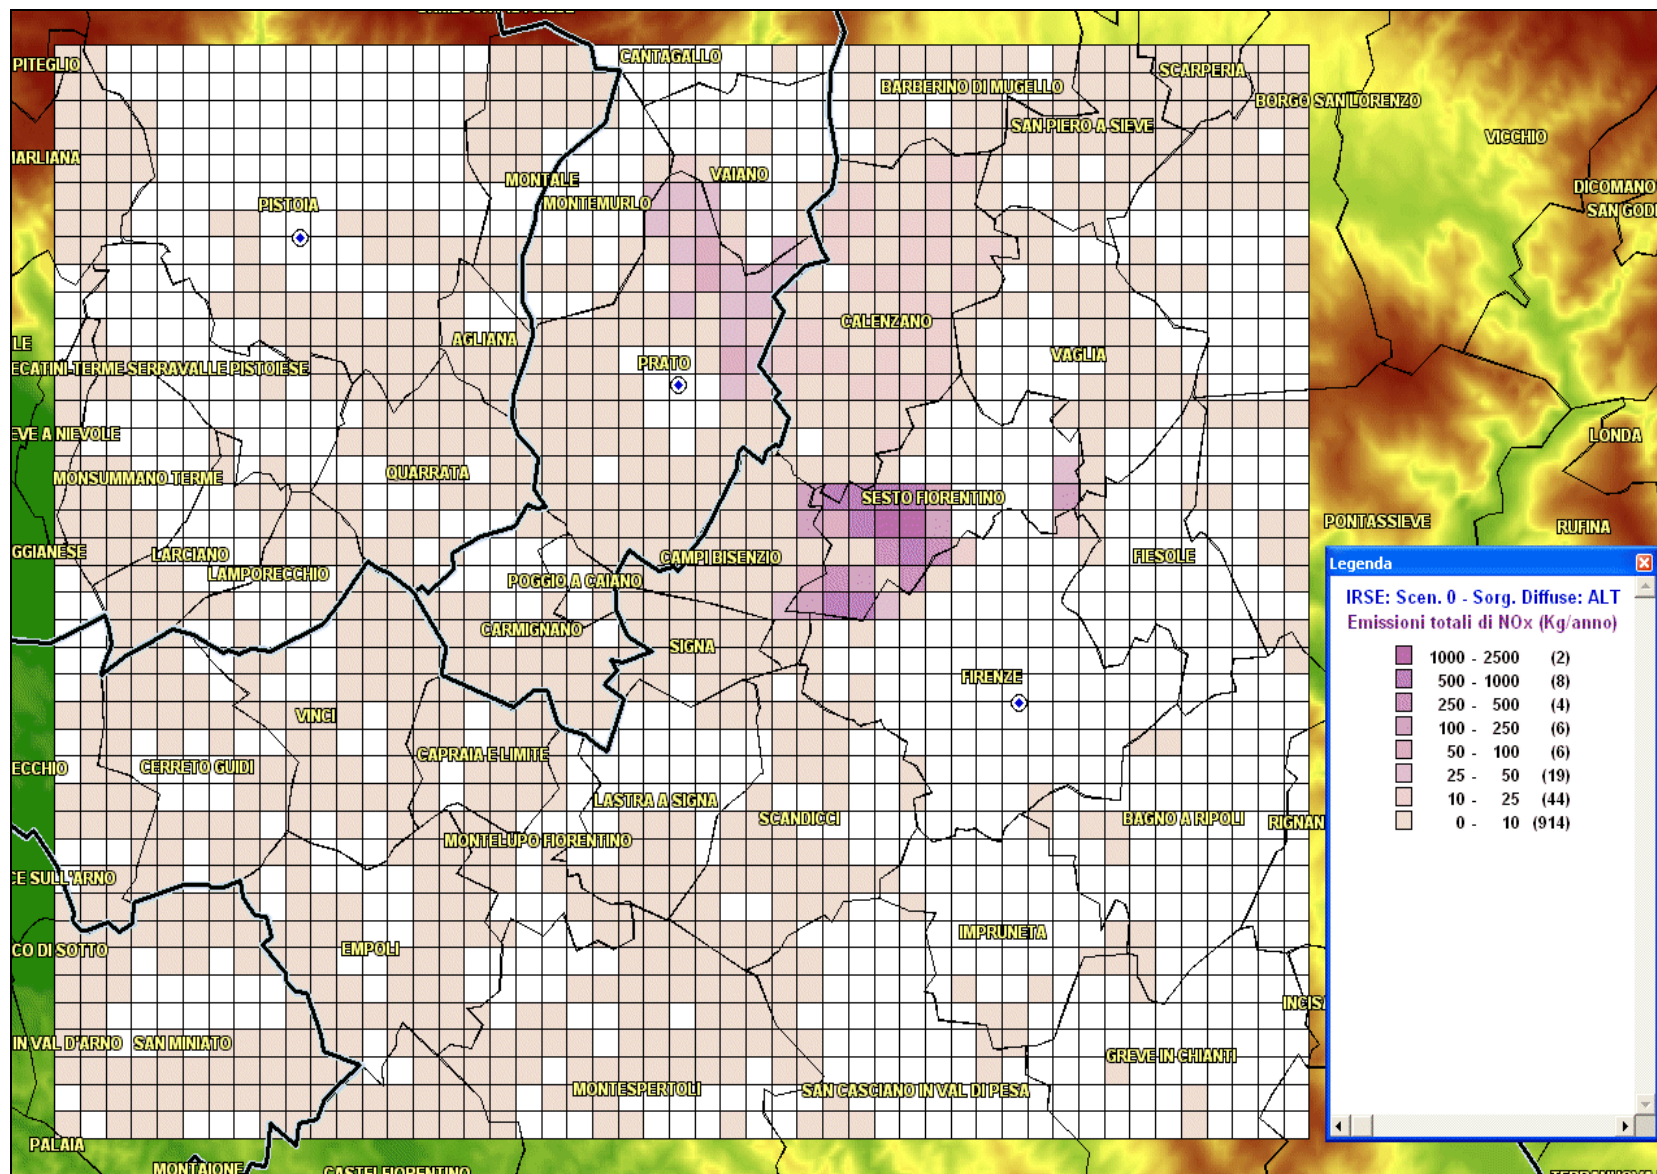 CANTAGALLO
PITEGLIO
SCARPERIA
BARBERINO DI MUGELLO
BORGO SAN LORENZO
SAN PIERO A SIEVE
VICCHIO
MARLIANA
VAIANO
MONTALE
DICOMANO
PISTOIA
MONTEMURLO
SAN GOD
CALENZANO
AGLIANA
LE
VAGLIA
PRATO
ECATINI-TERME SERRAVALLE PISTOIESE
EVE A NIEVOLE
LONDA
MONSUMMANO TERME
QUARRATA
SESTO FIORENTINO
PONTASSIEVE
RUFINA
GGIANESE
LARCIANO
CAMPI BISENZIO
FIESOLE
LAMPORECCHIO
POGGIO A CAIANO
CARMIGNANO
SIGNA
FIRENZE
VINCI
CAPRAIA E LIMITE
ECCHIO
CERRETO GUIDI
LASTRA A SIGNA
SCANDICCI
BAGNO A RIPOLI
RIGNAN
MONTELUPO FIORENTINO
CE SULL'ARNO
IMPRUNETA
CO DI SOTTO
EMPOLI
INCISA
IN VAL D'ARNO
SAN MINIATO
GREVE IN CHIANTI
MONTESPERTOLI
SAN CASCIANO IN VAL DI PESA
PALAIA
MONTAIONE
CASTELFIORENTINO
Legenda
IRSE: Scen. 0 - Sorg. Diffuse: ALT
Emissioni totali di NOx (Kg/anno)
1000 - 2500 (2)
500 - 1000 (8)
250 - 500 (4)
100 - 250 (6)
50 - 100 (6)
25 - 50 (19)
10 - 25 (44)
0 - 10 (914)